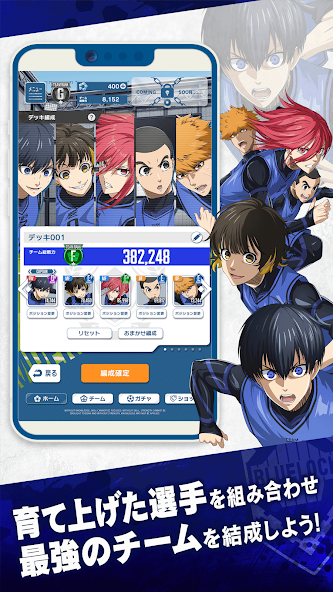 メニュー
400
8,152
COMING SOON
デッキ編成
?
デッキ001
チーム総戦力
382,248
ポジション変更 ポジション変更 ポジション変更 ポジション変更 ポジション変更
リセット おまかせ編成
戻る 編成確定
ホーム チーム ガチャ ショッ
育て上げた選手を組み合わせ
最強のチームを結成しよう!